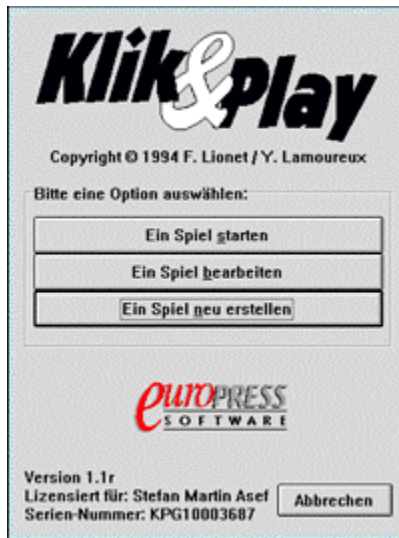 Klik&Play
Copyright © 1994 F. Lionet / Y. Lamoureux
Bitte eine Option auswählen:
Ein Spiel starten
Ein Spiel bearbeiten
Ein Spiel neu erstellen
euroPRESS
SOFTWARE
Version 1.1r
Lizensiert für: Stefan Martin Asef
Serien-Nummer: KPG10003687
Abbrechen